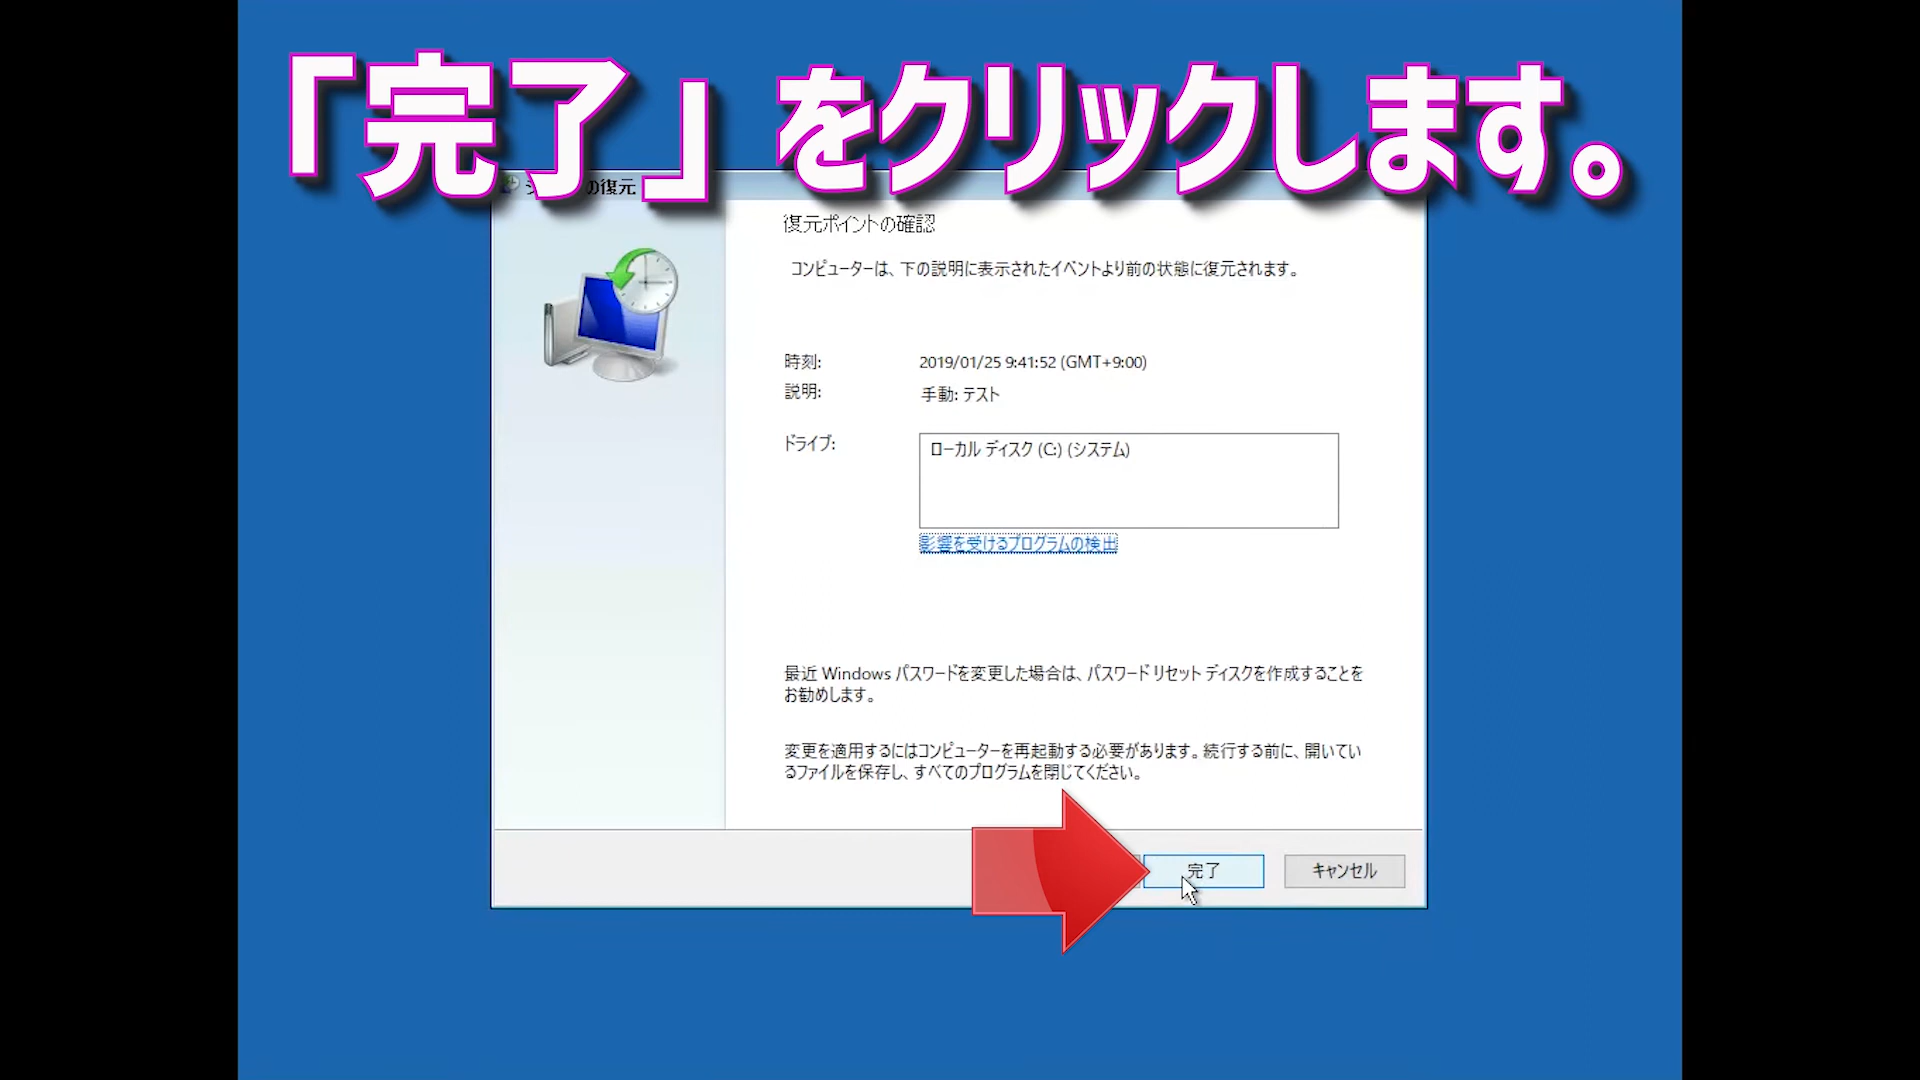 「完了」をクリックします。
の復元
復元ポイントの確認
コンピューターは、下の説明に表示されたイベントより前の状態に復元されます。
時刻: 2019/01/25 9:41:52 (GMT+9:00)
説明: 手動: テスト
ドライブ: ローカル ディスク (C:) (システム)
影響を受けるプログラムの検出
最近 Windows パスワードを変更した場合は、パスワード リセット ディスクを作成することを
お勧めします。
変更を適用するにはコンピューターを再起動する必要があります。続行する前に、開いてい
るファイルを保存し、すべてのプログラムを閉じてください。
完了 キャンセル